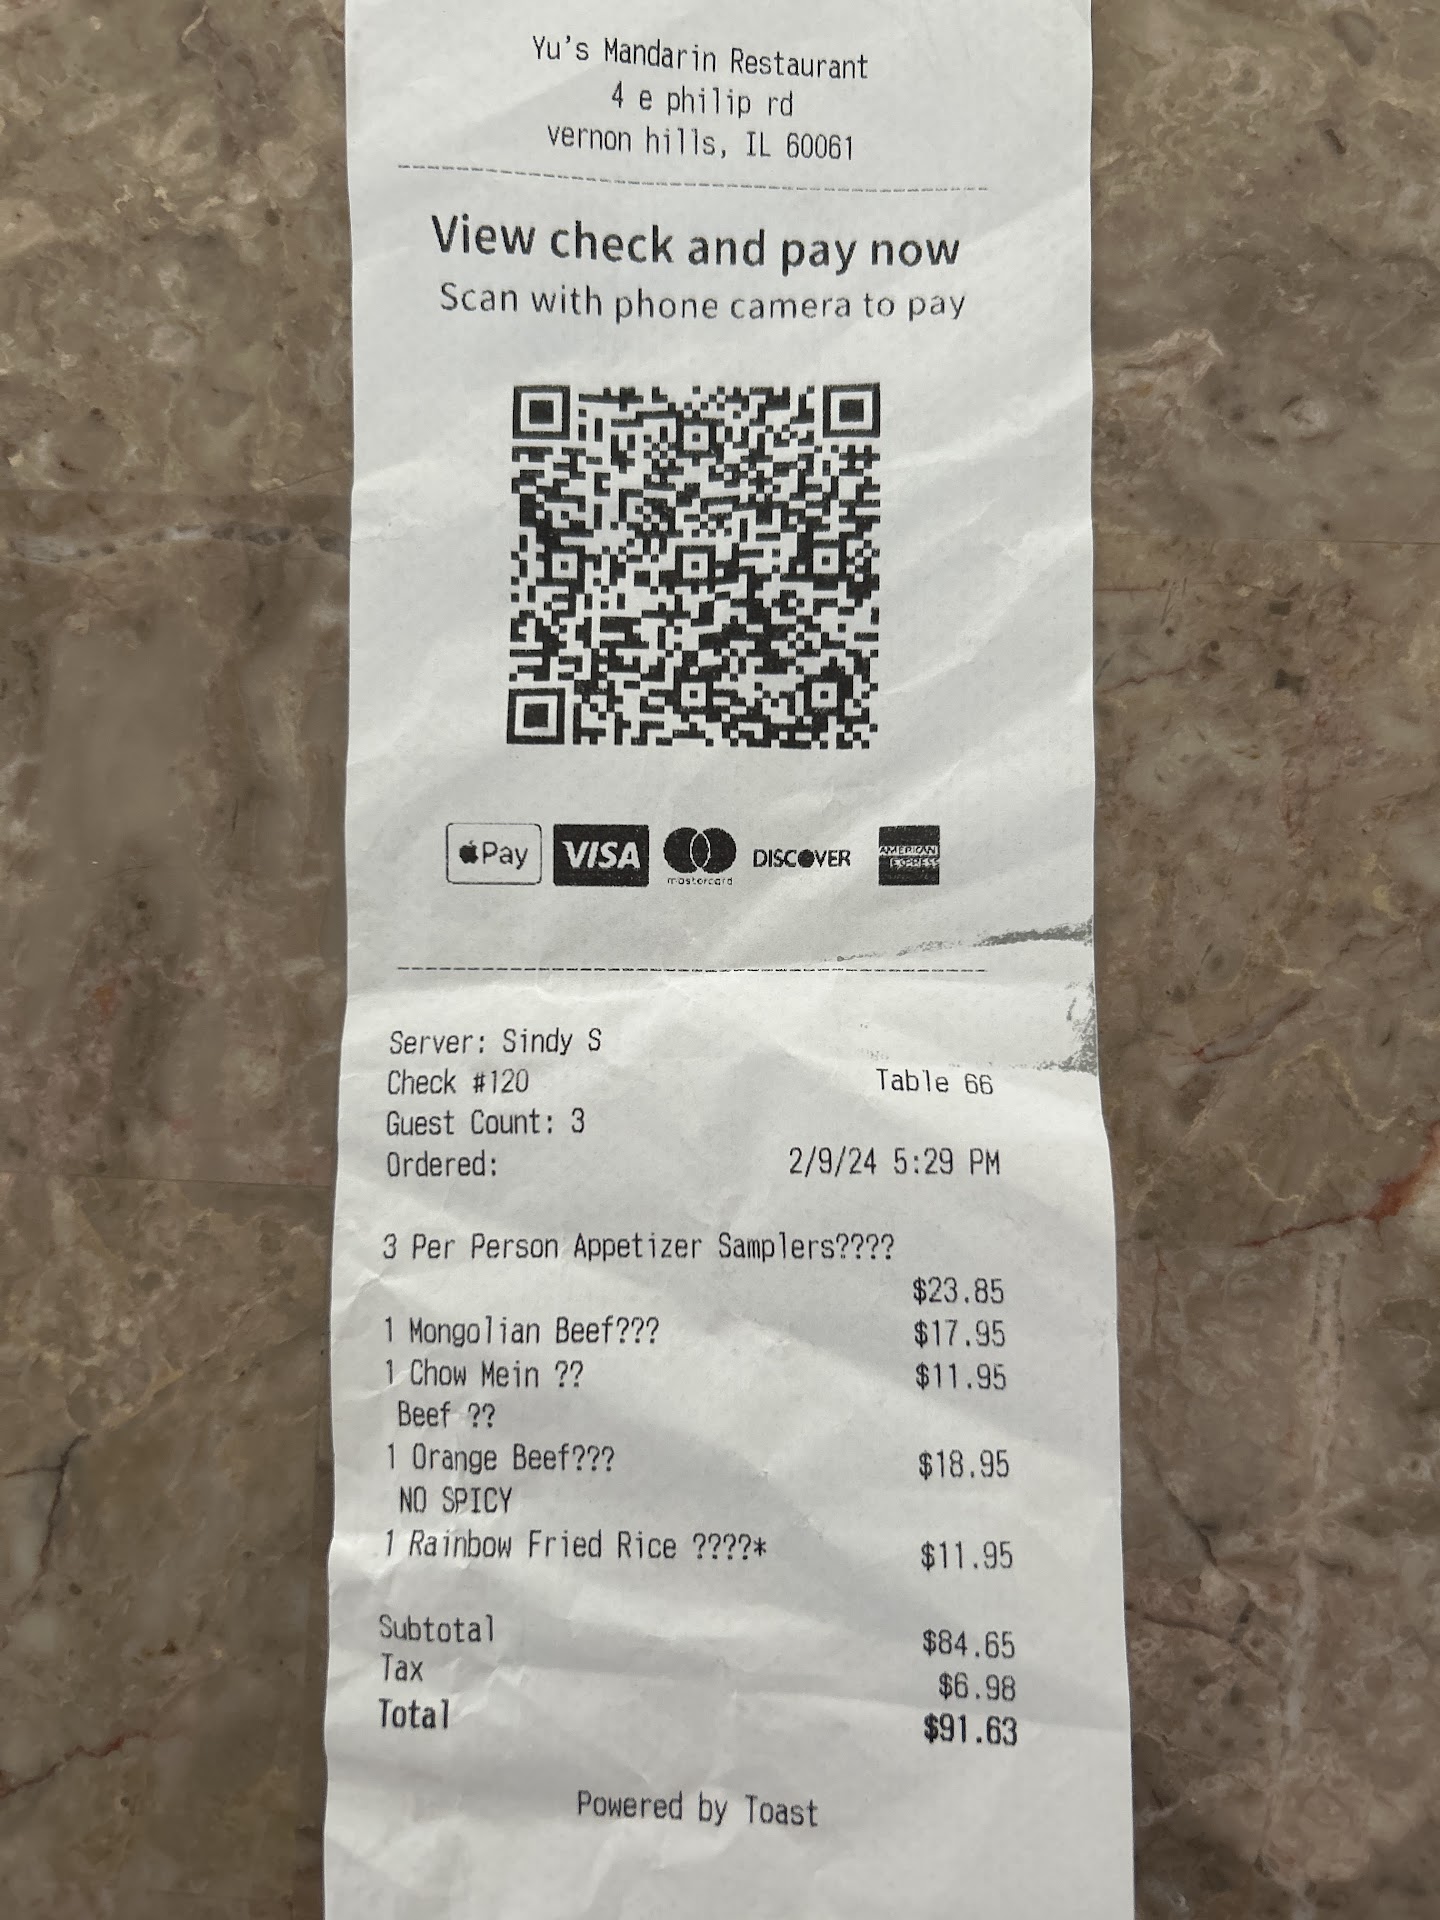 Yu's Mandarin Restaurant
4 e philip rd
vernon hills, IL 60061
View check and pay now
Scan with phone camera to pay
Pay VISA mastercard DISCOVER AMERICAN EXPRESS
Server: Sindy S
Check #120 Table 66
Guest Count: 3
Ordered: 2/9/24 5:29 PM
3 Per Person Appetizer Samplers????
$23.85
1 Mongolian Beef??? $17.95
1 Chow Mein ?? $11.95
Beef ??
1 Orange Beef??? $18.95
NO SPICY
1 Rainbow Fried Rice ????* $11.95
Subtotal $84.65
Tax $6.98
Total $91.63
Powered by Toast